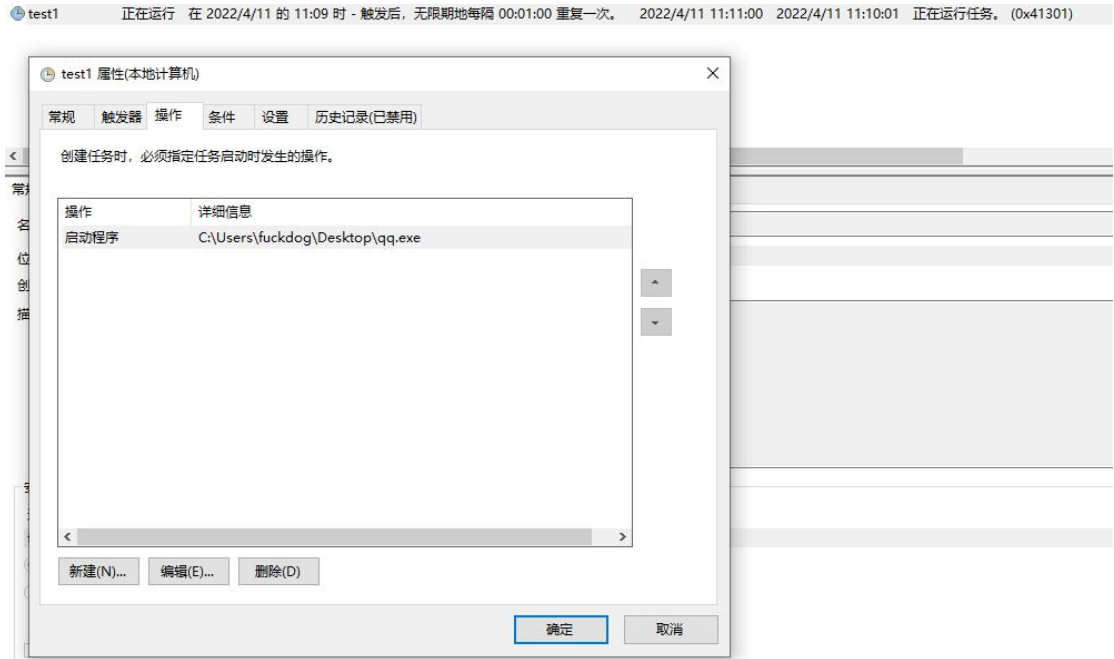 test1 正在运行 在 2022/4/11 的 11:09 时 - 触发后，无限期地每隔 00:01:00 重复一次。 2022/4/11 11:11:00 2022/4/11 11:10:01 正在运行任务。 (0x41301)
test1 属性(本地计算机)
常规 触发器 操作 条件 设置 历史记录(已禁用)
创建任务时，必须指定任务启动时发生的操作。
操作 详细信息
启动程序 C:\Users\fuckdog\Desktop\qq.exe
常
名
位
创
描
新建(N)... 编辑(E)... 删除(D)
确定 取消